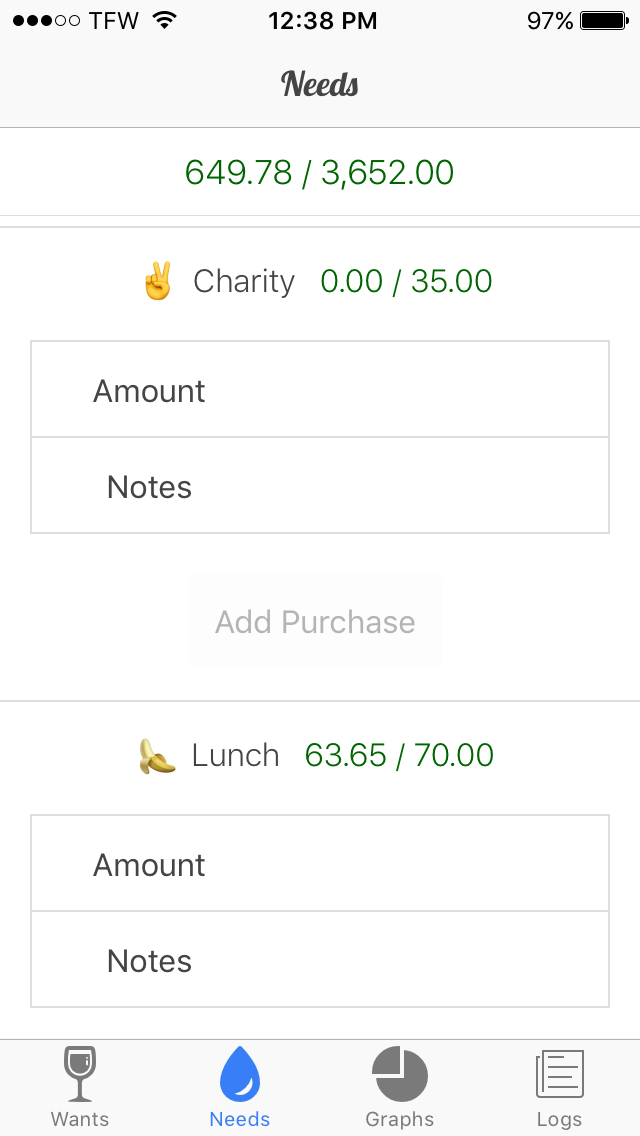 TFW 12:38 PM 97%
Needs
649.78 / 3,652.00
Charity 0.00 / 35.00
Amount
Notes
Add Purchase
Lunch 63.65 / 70.00
Amount
Notes
Wants Needs Graphs Logs